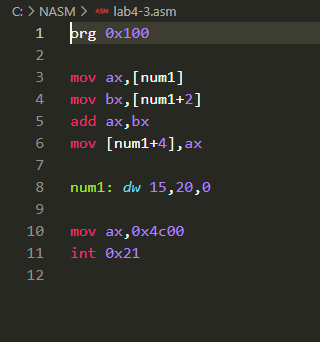 C: > NASM > ASM lab4-3.asm
1 org 0x100
2
3 mov ax,[num1]
4 mov bx,[num1+2]
5 add ax,bx
6 mov [num1+4],ax
7
8 num1: dw 15,20,0
9
10 mov ax,0x4c00
11 int 0x21
12